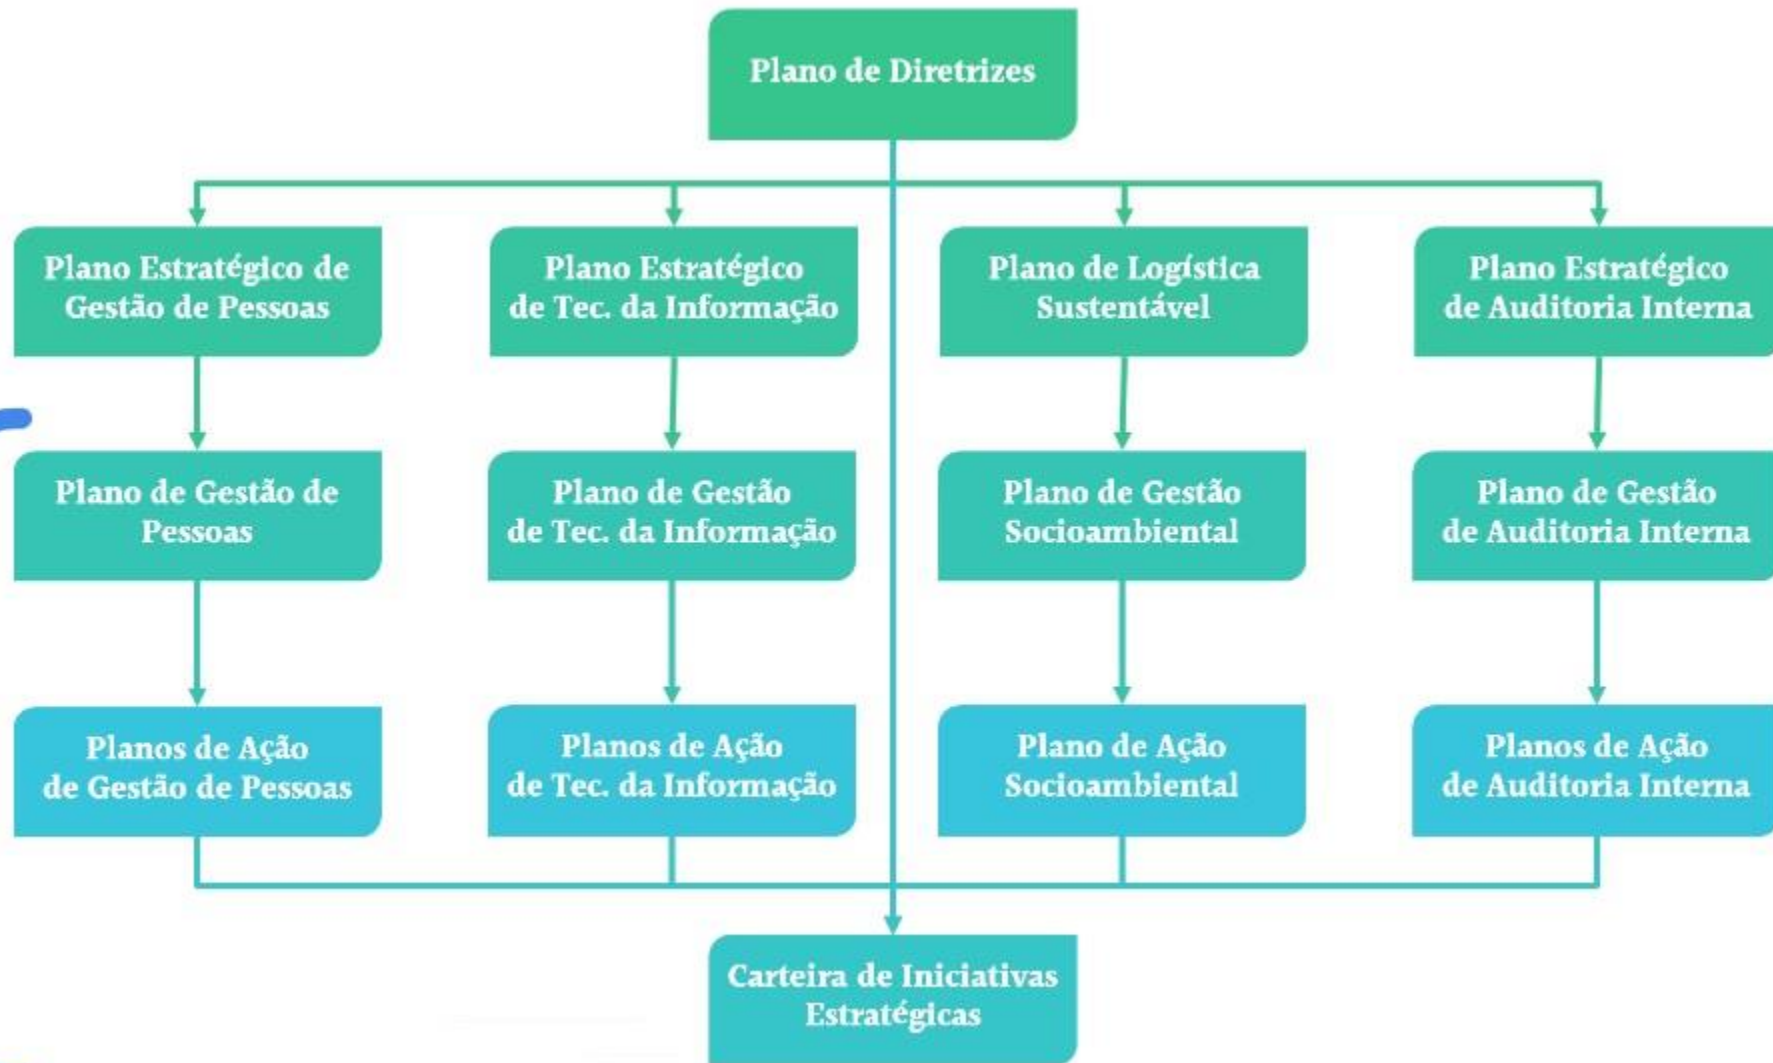 Plano de Diretrizes
Plano Estratégico de
Gestão de Pessoas
Plano Estratégico
de Tec. da Informação
Plano de Logística
Sustentável
Plano Estratégico
de Auditoria Interna
Plano de Gestão de
Pessoas
Plano de Gestão
de Tec. da Informação
Plano de Gestão
Socioambiental
Plano de Gestão
de Auditoria Interna
Planos de Ação
de Gestão de Pessoas
Planos de Ação
de Tec. da Informação
Plano de Ação
Socioambiental
Planos de Ação
de Auditoria Interna
Carteira de Iniciativas
Estratégicas